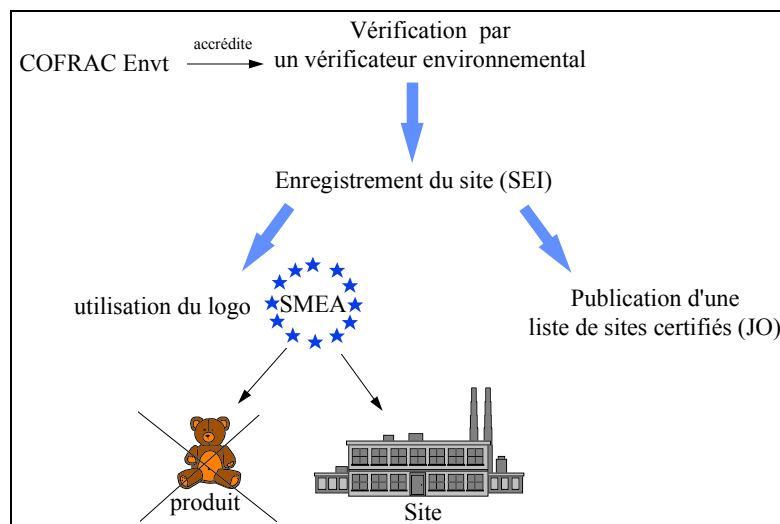 COFRAC Envt
accrédite
Vérification par
un vérificateur environnemental
Enregistrement du site (SEI)
utilisation du logo
SMEA
Publication d'une
liste de sites certifiés (JO)
produit
Site